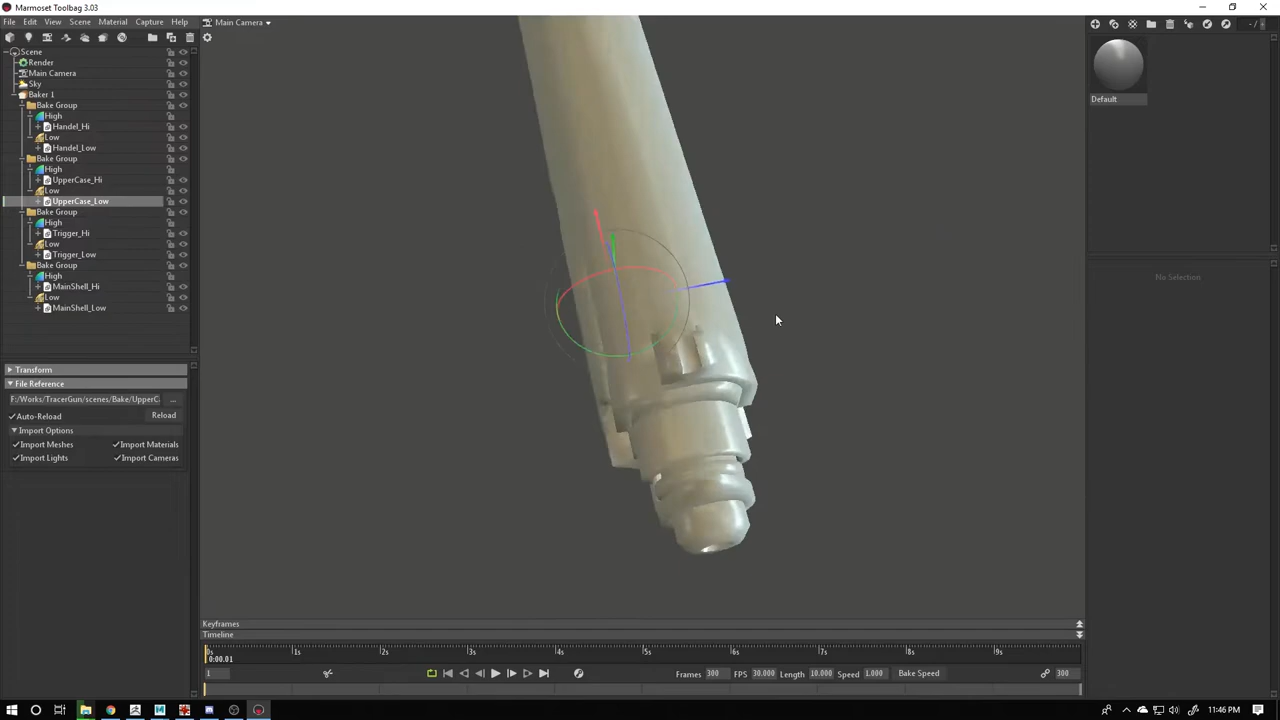 Marmoset Toolbag 3.03
File Edit View Scene Material Capture Help
Main Camera
Scene
Render
Main Camera
Sky
Baker 1
Bake Group
High
Handel_Hi
Low
Handel_Low
Bake Group
High
UpperCase_Hi
Low
UpperCase_Low
Bake Group
High
Trigger_Hi
Low
Trigger_Low
Bake Group
High
MainShell_Hi
Low
MainShell_Low
Transform
File Reference
F:/Works/TracerGun/scenes/Bake/UpperC ...
Auto-Reload Reload
Import Options
Import Meshes Import Materials
Import Lights Import Cameras
- /
Default
No Selection
Keyframes
Timeline
0s 1s 2s 3s 4s 5s 6s 7s 8s 9s
0:00.01
1 Frames 300 FPS 30.000 Length 10.000 Speed 1.000 Bake Speed 300
11:46 PM